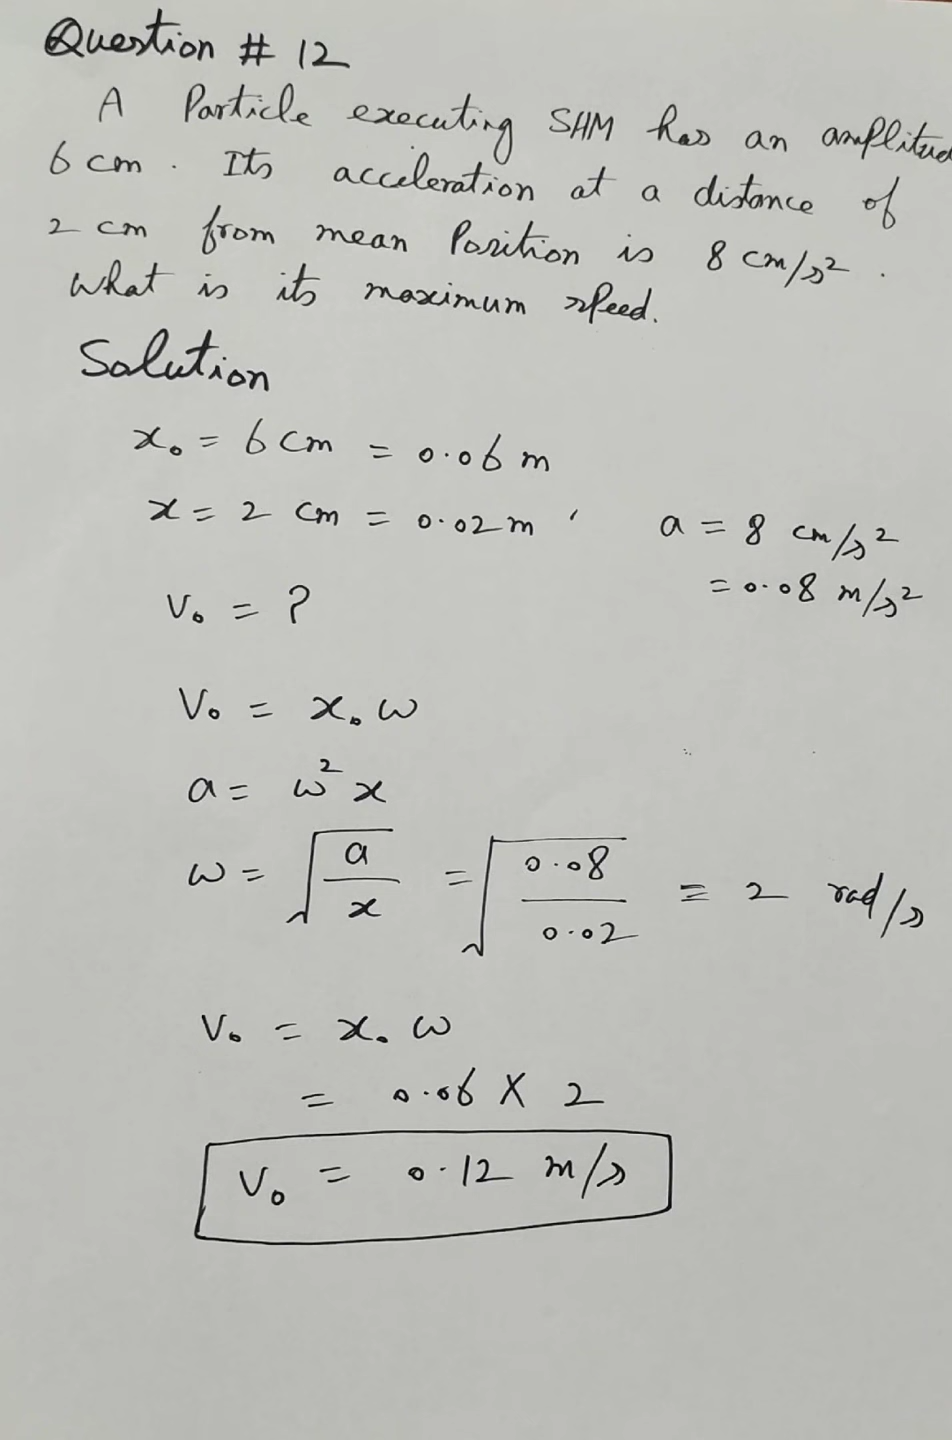 Question # 12
A Particle executing SHM has an amplitud
6 cm. Its acceleration at a distance of
2 cm from mean Position is 8 cm/s².
what is its maximum speed.
Solution
x₀ = 6 cm = 0.06 m
x = 2 cm = 0.02 m , a = 8 cm/s²
= 0.08 m/s²
V₀ = ?
V₀ = x₀ ω
a = ω² x
ω = √(a/x) = √(0.08/0.02) = 2 rad/s
V₀ = x₀ ω
= 0.06 X 2
V₀ = 0.12 m/s